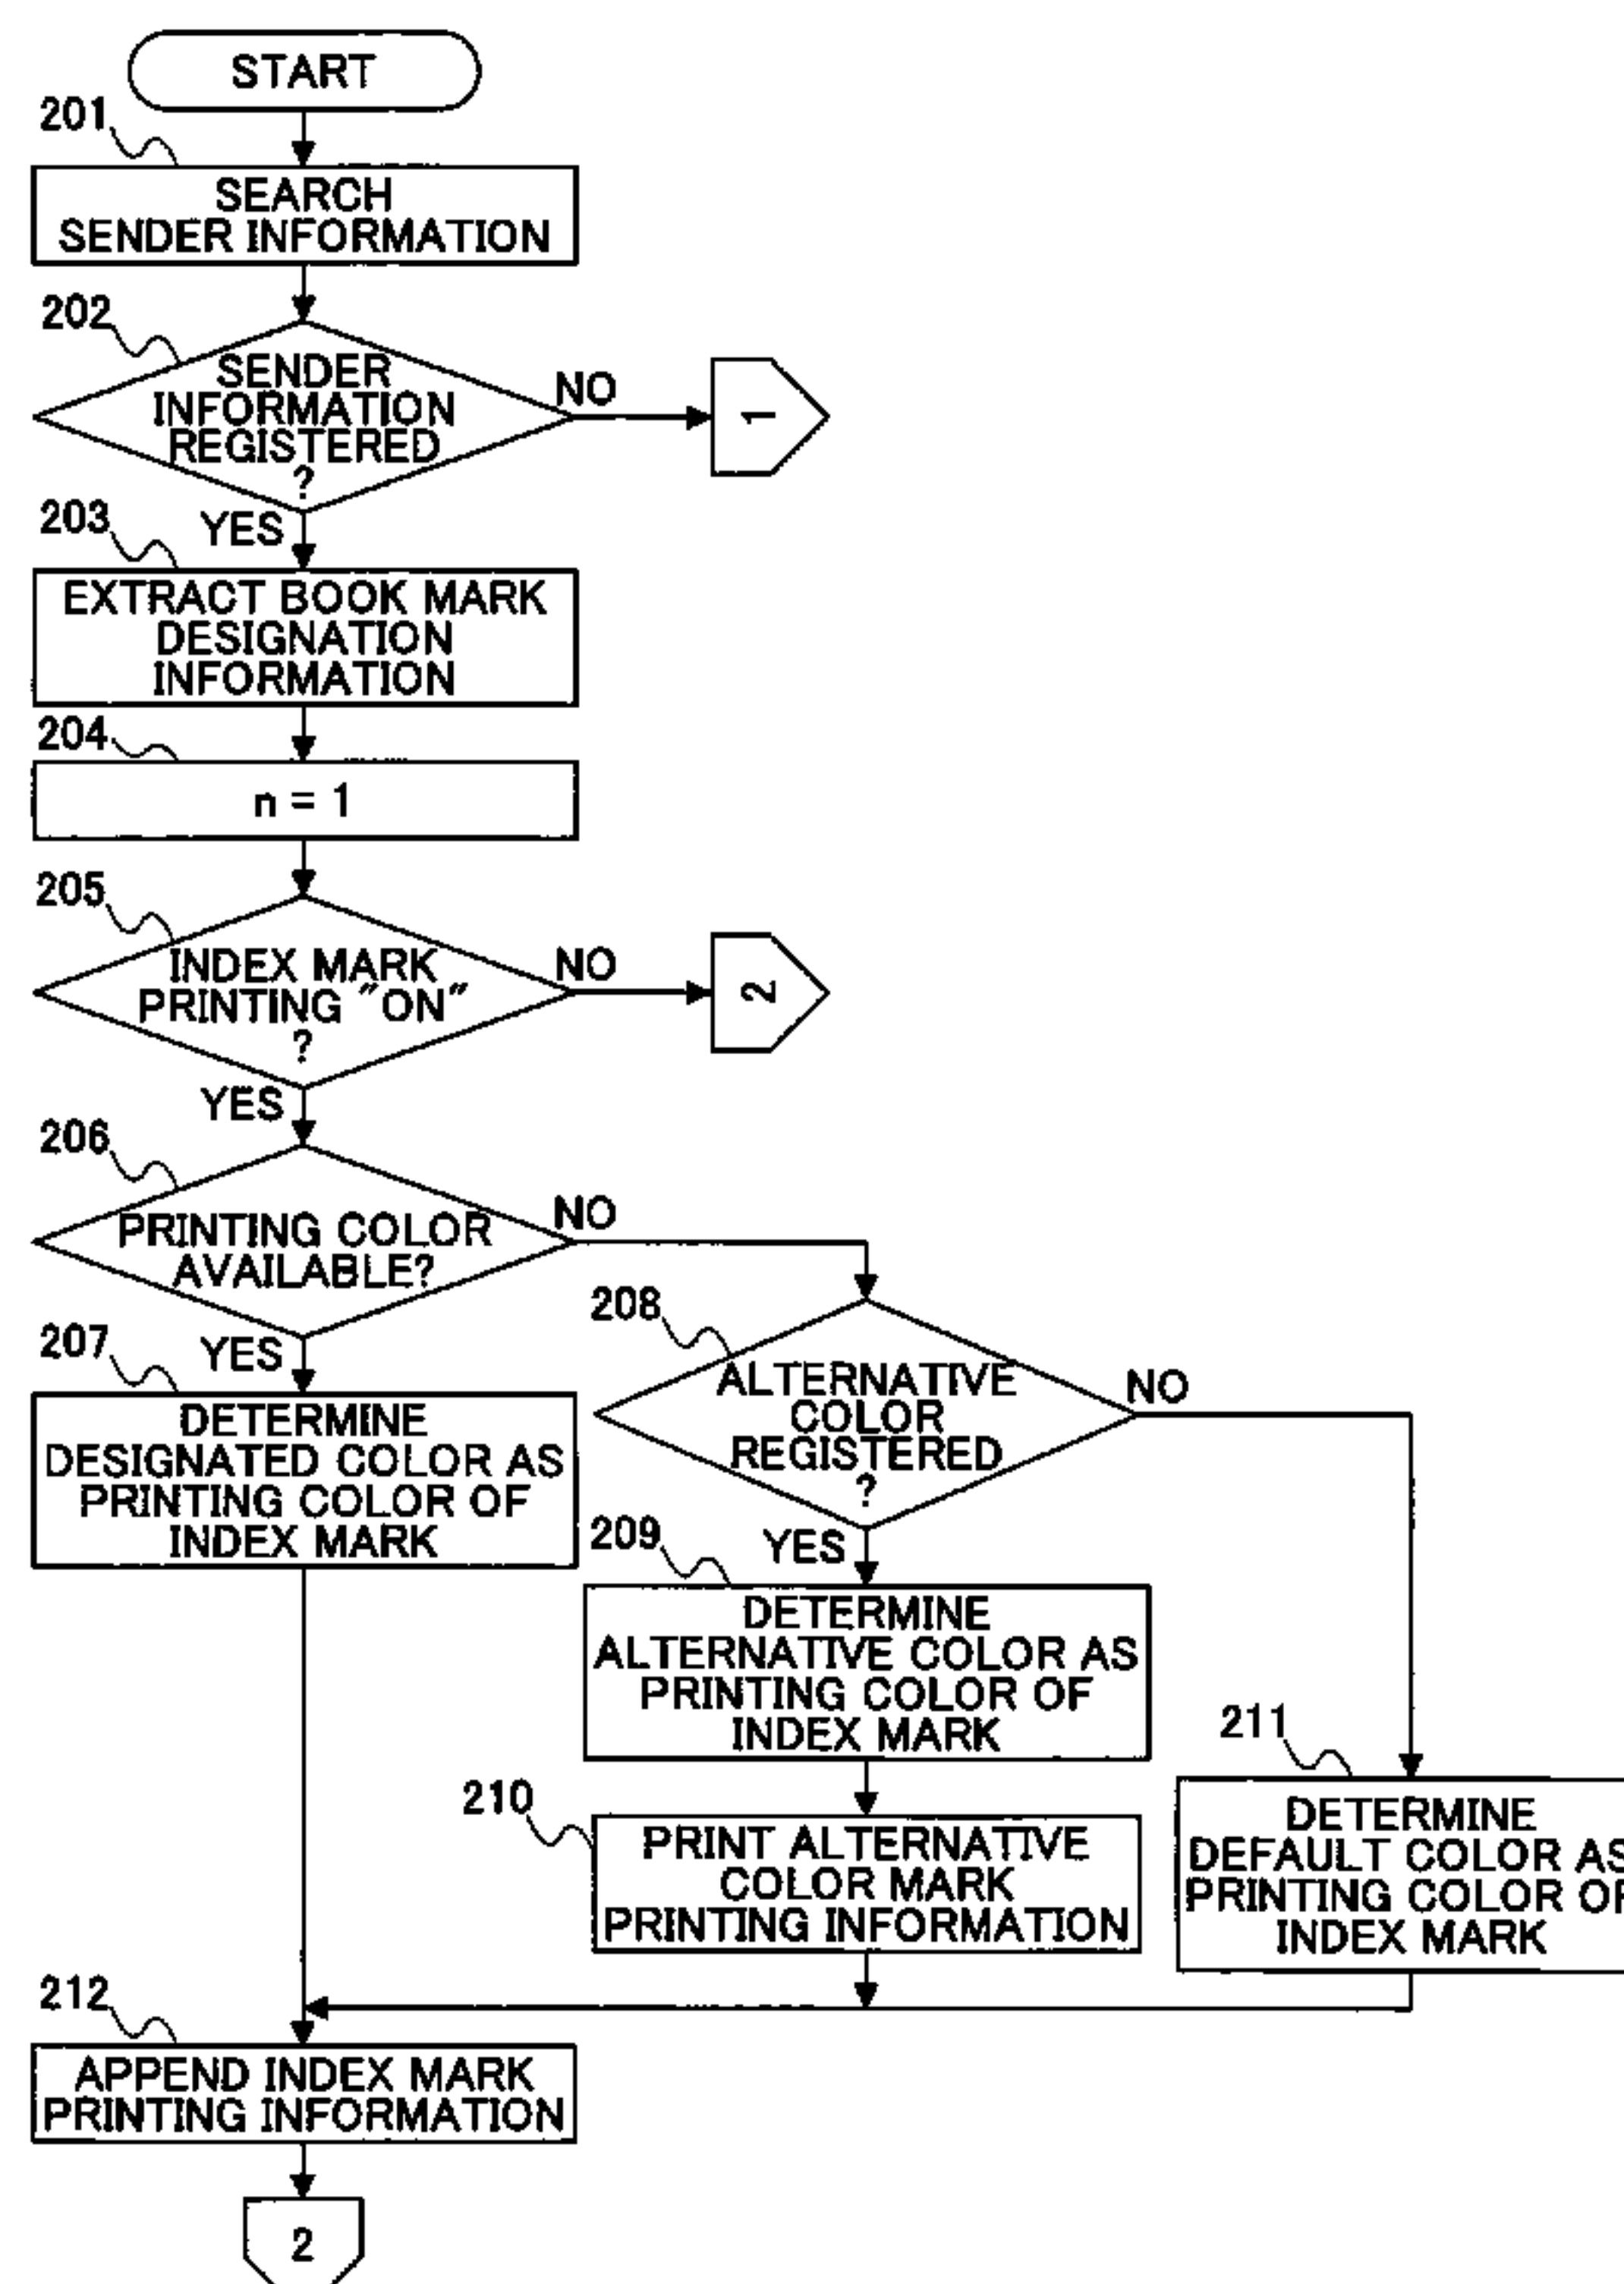 START
201
SEARCH
SENDER INFORMATION
202
SENDER
INFORMATION
REGISTERED
?
NO
1
YES
203
EXTRACT BOOK MARK
DESIGNATION
INFORMATION
204
n = 1
205
INDEX MARK
PRINTING "ON"
?
NO
2
YES
206
PRINTING COLOR
AVAILABLE?
NO
YES
207
DETERMINE
DESIGNATED COLOR AS
PRINTING COLOR OF
INDEX MARK
208
ALTERNATIVE
COLOR
REGISTERED
?
NO
YES
209
DETERMINE
ALTERNATIVE COLOR AS
PRINTING COLOR OF
INDEX MARK
210
PRINT ALTERNATIVE
COLOR MARK
PRINTING INFORMATION
211
DETERMINE
DEFAULT COLOR AS
PRINTING COLOR OF
INDEX MARK
212
APPEND INDEX MARK
PRINTING INFORMATION
2